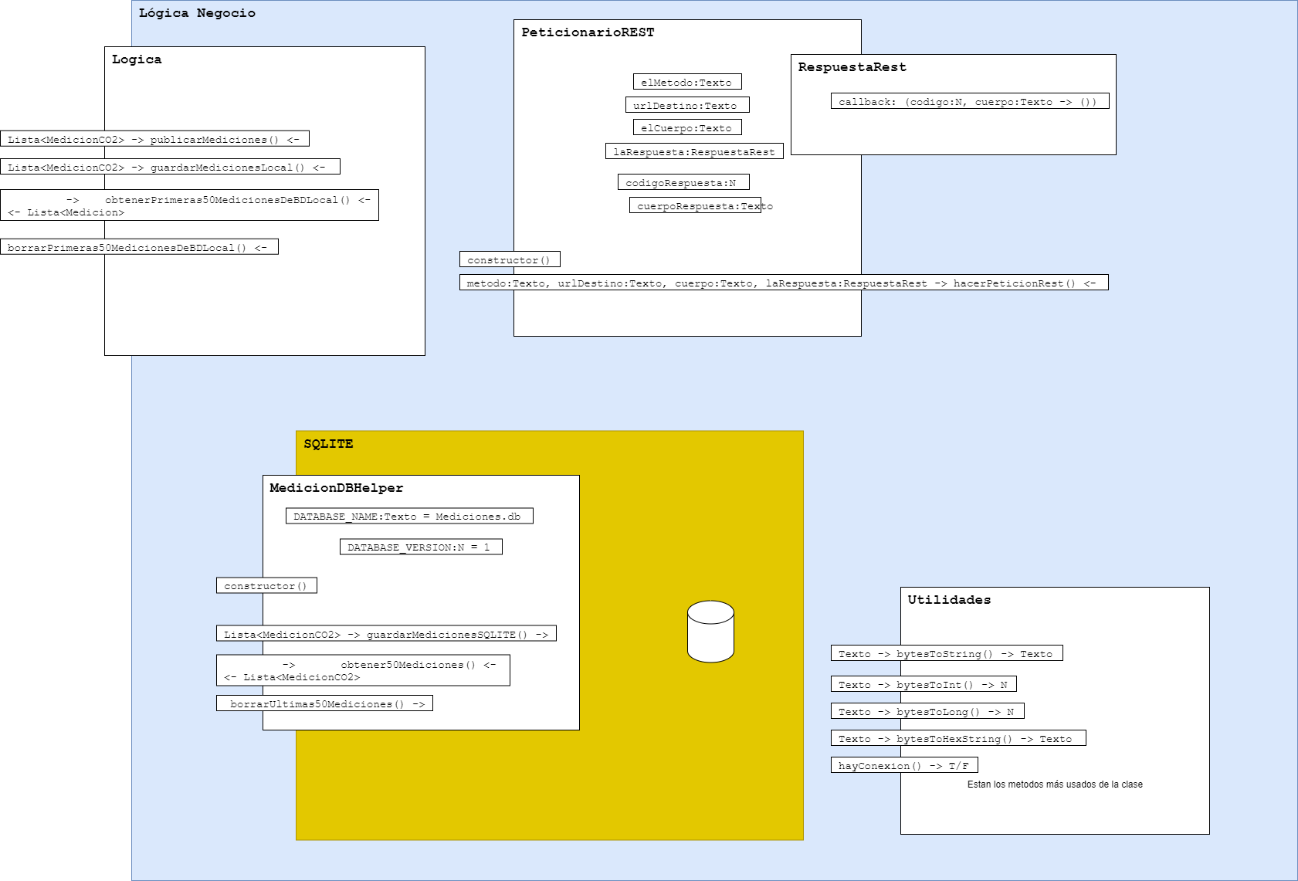 Lógica Negocio
Logica
Lista<MedicionCO2> -> publicarMediciones() <-
Lista<MedicionCO2> -> guardarMedicionesLocal() <-
-> obtenerPrimeras50MedicionesDeBDLocal() <-
<- Lista<Medicion>
borrarPrimeras50MedicionesDeBDLocal() <-
PeticionarioREST
elMetodo:Texto
urlDestino:Texto
elCuerpo:Texto
laRespuesta:RespuestaRest
codigoRespuesta:N
cuerpoRespuesta:Texto
constructor()
metodo:Texto, urlDestino:Texto, cuerpo:Texto, laRespuesta:RespuestaRest -> hacerPeticionRest() <-
RespuestaRest
callback: (codigo:N, cuerpo:Texto -> ())
SQLITE
MedicionDBHelper
DATABASE_NAME:Texto = Mediciones.db
DATABASE_VERSION:N = 1
constructor()
Lista<MedicionCO2> -> guardarMedicionesSQLITE() ->
-> obtener50Mediciones() <-
<- Lista<MedicionCO2>
borrarUltimas50Mediciones() ->
Utilidades
Texto -> bytesToString() -> Texto
Texto -> bytesToInt() -> N
Texto -> bytesToLong() -> N
Texto -> bytesToHexString() -> Texto
hayConexion() -> T/F
Estan los metodos más usados de la clase